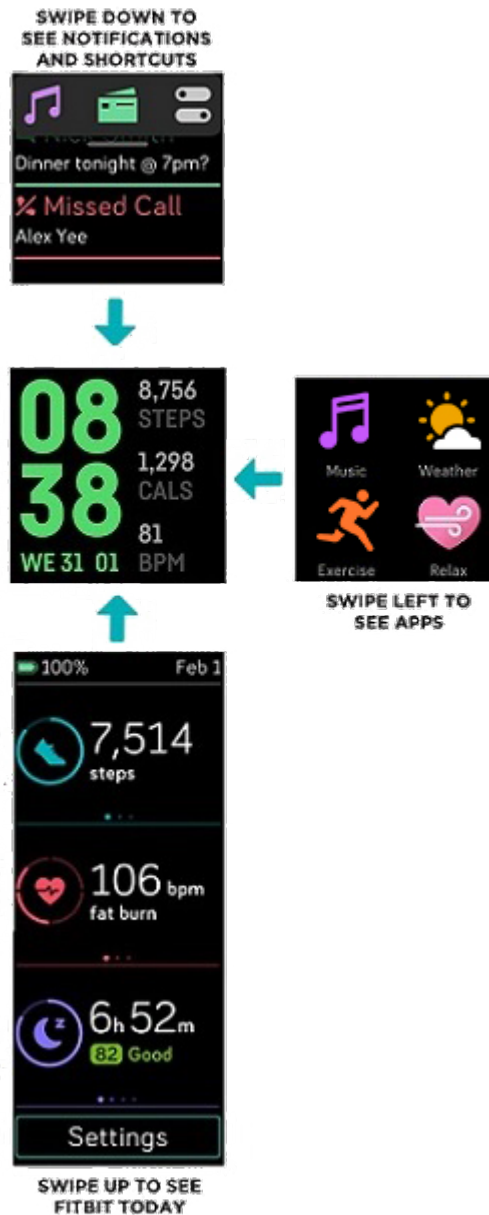 SWIPE DOWN TO
SEE NOTIFICATIONS
AND SHORTCUTS
Dinner tonight @ 7pm?
Missed Call
Alex Yee
08
38
WE 31 01
8,756
STEPS
1,298
CALS
81
BPM
Music
Weather
Exercise
Relax
SWIPE LEFT TO
SEE APPS
100% Feb 1
7,514
steps
106 bpm
fat burn
6h 52m
82 Good
Settings
SWIPE UP TO SEE
FITBIT TODAY